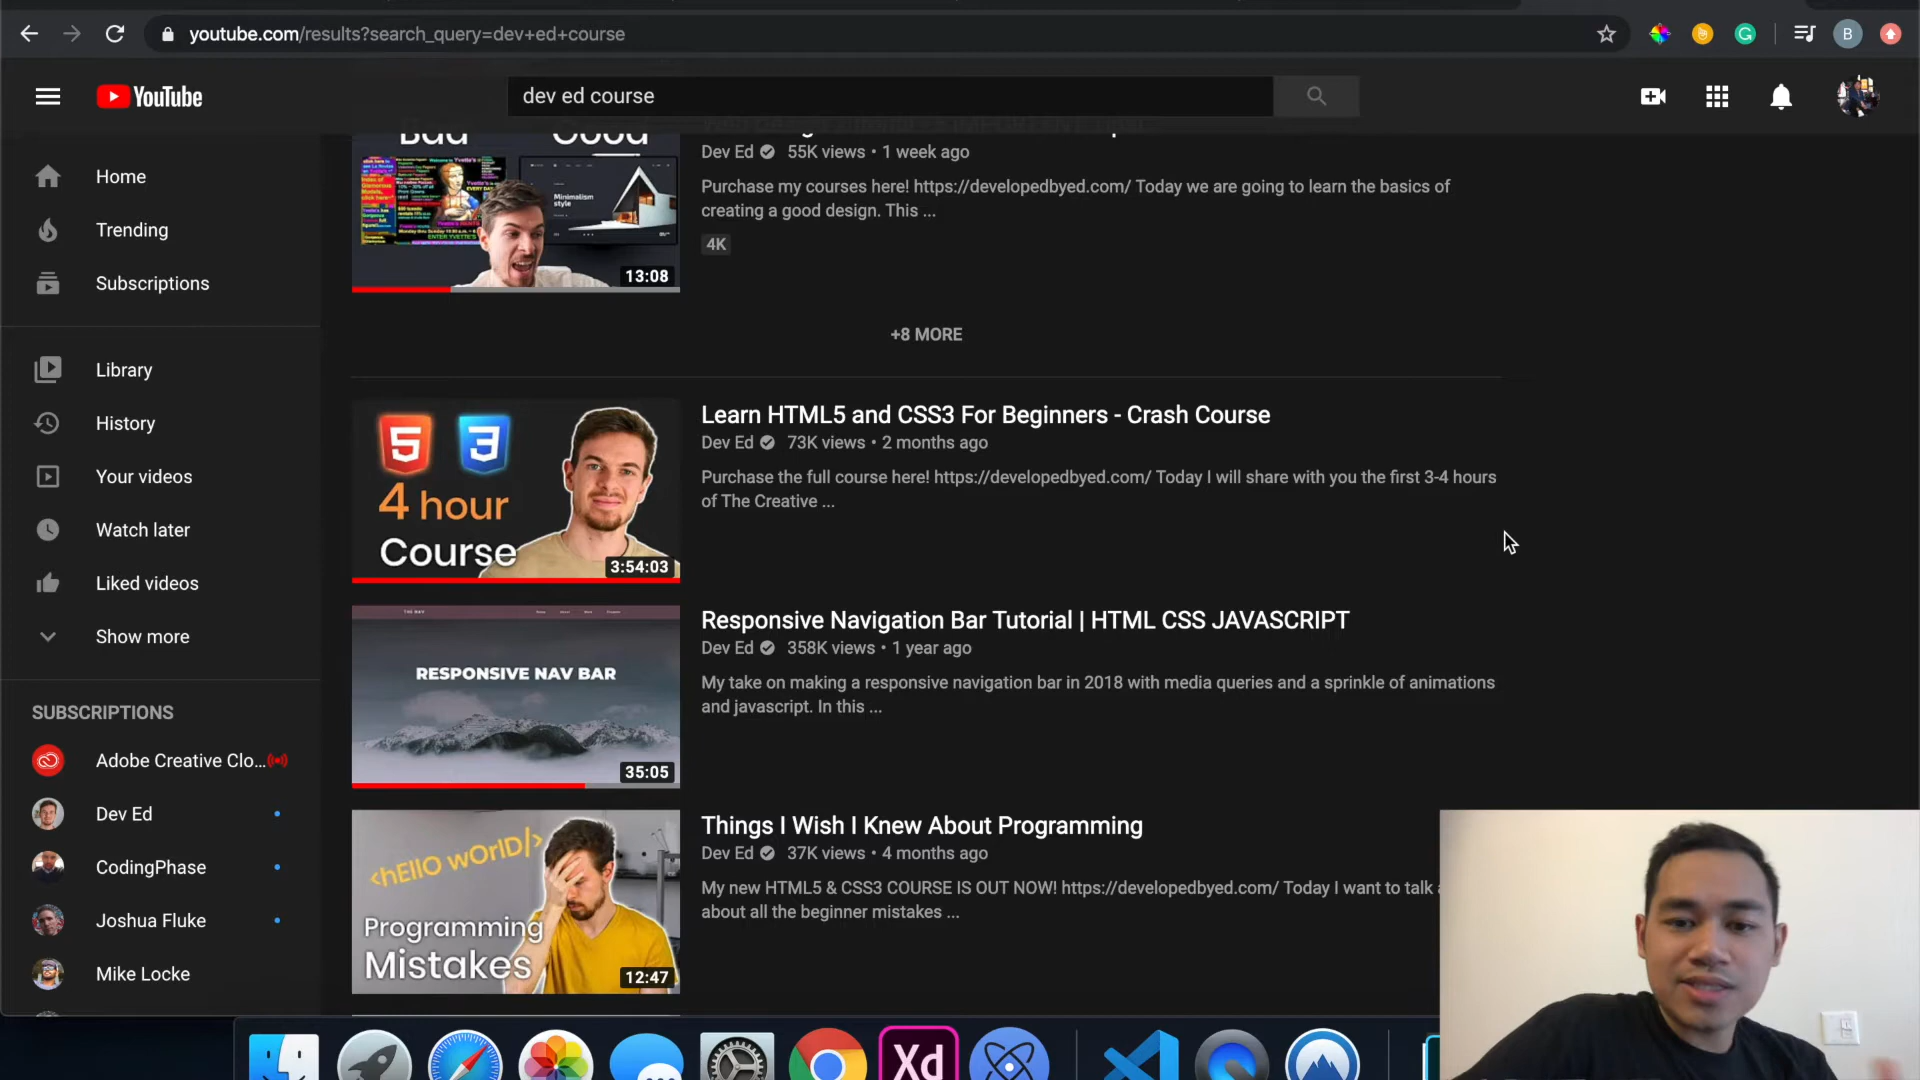 youtube.com/results?search_query=dev+ed+course
B
YouTube
dev ed course
Home
Trending
Subscriptions
Library
History
Your videos
Watch later
Liked videos
Show more
SUBSCRIPTIONS
Adobe Creative Clo...
Dev Ed
CodingPhase
Joshua Fluke
Mike Locke
Bad Good
Minimalism
style
13:08
Dev Ed 55K views • 1 week ago
Purchase my courses here! https://developedbyed.com/ Today we are going to learn the basics of
creating a good design. This ...
4K
+8 MORE
5 3
4 hour
Course
3:54:03
Learn HTML5 and CSS3 For Beginners - Crash Course
Dev Ed 73K views • 2 months ago
Purchase the full course here! https://developedbyed.com/ Today I will share with you the first 3-4 hours
of The Creative ...
RESPONSIVE NAV BAR
35:05
Responsive Navigation Bar Tutorial | HTML CSS JAVASCRIPT
Dev Ed 358K views • 1 year ago
My take on making a responsive navigation bar in 2018 with media queries and a sprinkle of animations
and javascript. In this ...
<hEllO wOrlD/>
Programming
Mistakes
12:47
Things I Wish I Knew About Programming
Dev Ed 37K views • 4 months ago
My new HTML5 & CSS3 COURSE IS OUT NOW! https://developedbyed.com/ Today I want to talk
about all the beginner mistakes ...
Xd